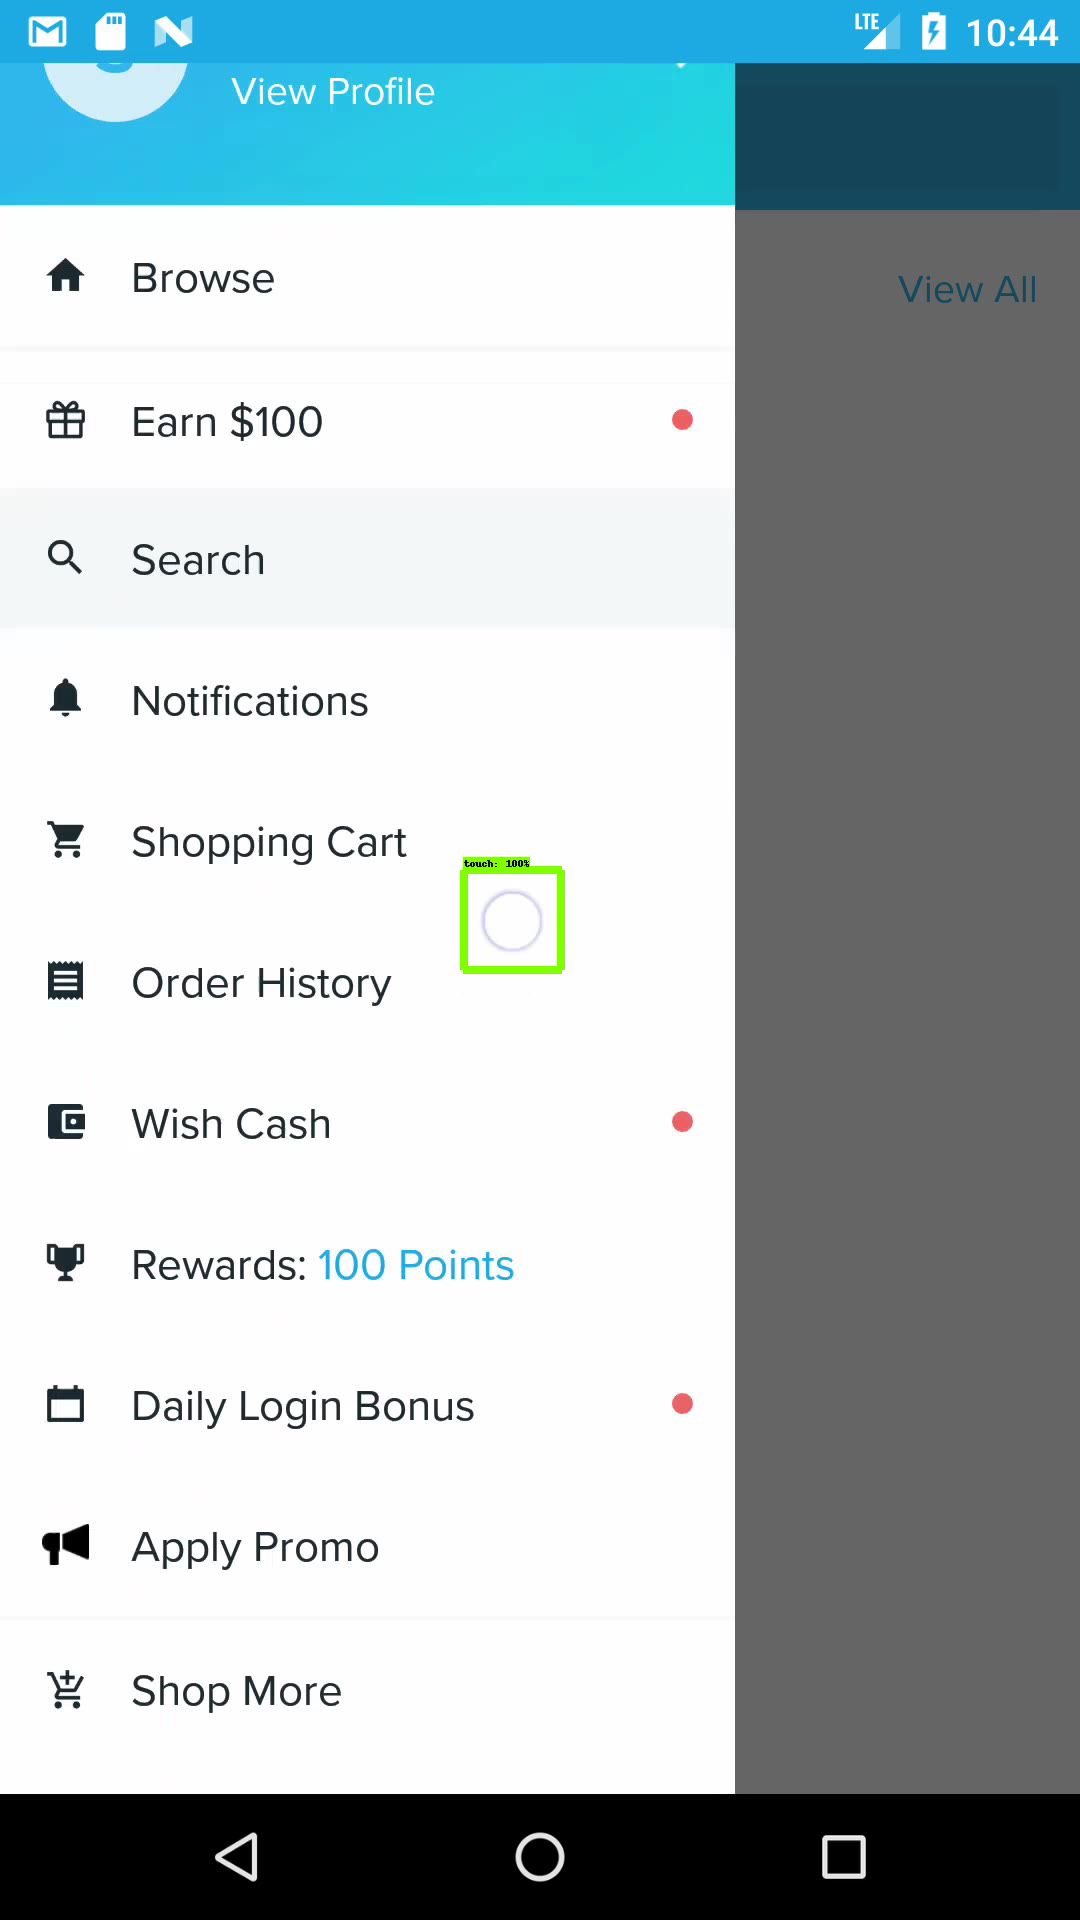 LTE 10:44
View Profile
Browse
View All
Earn $100
Search
Notifications
Shopping Cart
touch: 100%
Order History
Wish Cash
Rewards: 100 Points
Daily Login Bonus
Apply Promo
Shop More